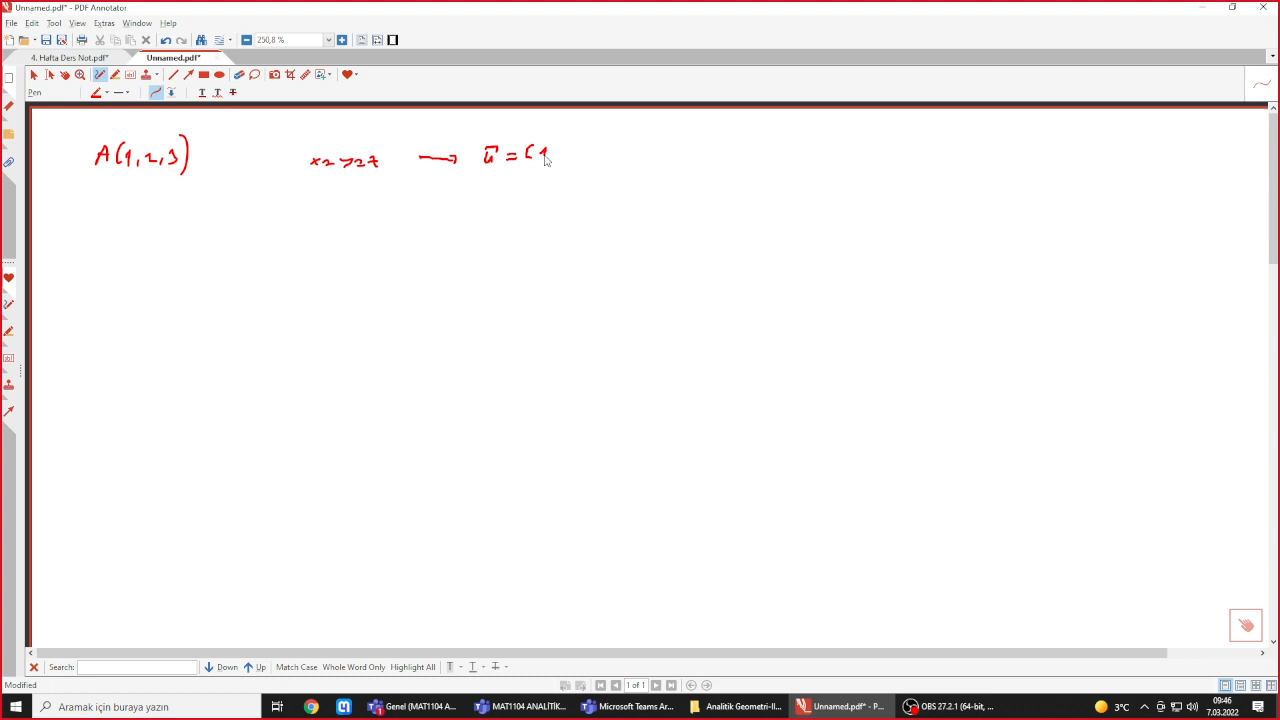 Unnamed.pdf* - PDF Annotator
File Edit Tool View Extras Window Help
250,8 %
4. Hafta Ders Not.pdf* Unnamed.pdf*
Pen
A(1,2,3) x=y=z → u = (1
Search: Down Up Match Case Whole Word Only Highlight All
Modified 1 of 1
Aramak için buraya yazın Genel (MAT1104 A... MAT1104 ANALİTİK... Microsoft Teams Ar... Analitik Geometri-II... Unnamed.pdf* - P... OBS 27.2.1 (64-bit, ... 3°C 09:46
7.03.2022